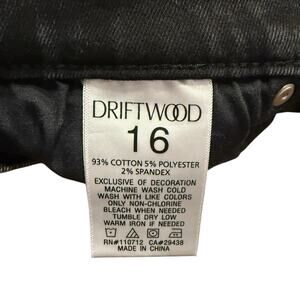 DRIFTWOOD
16
93% COTTON 5% POLYESTER
2% SPANDEX
EXCLUSIVE OF DECORATION
MACHINE WASH COLD
WASH WITH LIKE COLORS
ONLY NON-CHLORINE
BLEACH WHEN NEEDED
TUMBLE DRY LOW
WARM IRON IF NEEDED
RN#110712 CA#29438
MADE IN CHINA